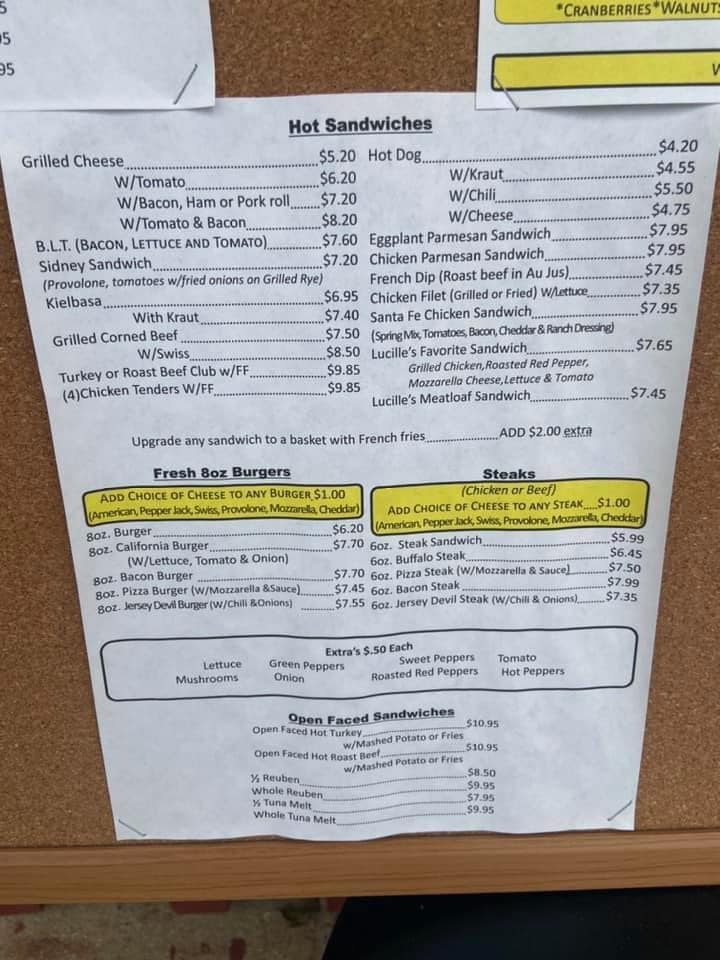 5
95
95
*CRANBERRIES*WALNUTS
Hot Sandwiches
Grilled Cheese $5.20
W/Tomato $6.20
W/Bacon, Ham or Pork roll $7.20
W/Tomato & Bacon $8.20
B.L.T. (BACON, LETTUCE AND TOMATO) $7.60
Sidney Sandwich $7.20
(Provolone, tomatoes w/fried onions on Grilled Rye)
Kielbasa $6.95
With Kraut $7.40
Grilled Corned Beef $7.50
W/Swiss $8.50
Turkey or Roast Beef Club w/FF $9.85
(4)Chicken Tenders W/FF $9.85
Hot Dog $4.20
W/Kraut $4.55
W/Chili $5.50
W/Cheese $4.75
Eggplant Parmesan Sandwich $7.95
Chicken Parmesan Sandwich $7.95
French Dip (Roast beef in Au Jus) $7.45
Chicken Filet (Grilled or Fried) W/Lettuce $7.35
Santa Fe Chicken Sandwich $7.95
(Spring Mix, Tomatoes, Bacon, Cheddar & Ranch Dressing)
Lucille's Favorite Sandwich $7.65
Grilled Chicken,Roasted Red Pepper,
Mozzarella Cheese,Lettuce & Tomato
Lucille's Meatloaf Sandwich $7.45
Upgrade any sandwich to a basket with French fries ADD $2.00 extra
Fresh 8oz Burgers
ADD CHOICE OF CHEESE TO ANY BURGER $1.00
(American, Pepper Jack, Swiss, Provolone, Mozzarella, Cheddar)
8oz. Burger $6.20
8oz. California Burger $7.70
(W/Lettuce, Tomato & Onion)
8oz. Bacon Burger $7.70
8oz. Pizza Burger (W/Mozzarella &Sauce) $7.45
8oz. Jersey Devil Burger (W/Chili &Onions) $7.55
Steaks
(Chicken or Beef)
ADD CHOICE OF CHEESE TO ANY STEAK $1.00
(American, Pepper Jack, Swiss, Provolone, Mozzarella, Cheddar)
6oz. Steak Sandwich $5.99
6oz. Buffalo Steak $6.45
6oz. Pizza Steak (W/Mozzarella & Sauce) $7.50
6oz. Bacon Steak $7.99
6oz. Jersey Devil Steak (W/Chili & Onions) $7.35
Extra's $.50 Each
Lettuce Green Peppers Sweet Peppers Tomato
Mushrooms Onion Roasted Red Peppers Hot Peppers
Open Faced Sandwiches
Open Faced Hot Turkey $10.95
w/Mashed Potato or Fries
Open Faced Hot Roast Beef $10.95
w/Mashed Potato or Fries
½ Reuben $8.50
Whole Reuben $9.95
½ Tuna Melt $7.95
Whole Tuna Melt $9.95